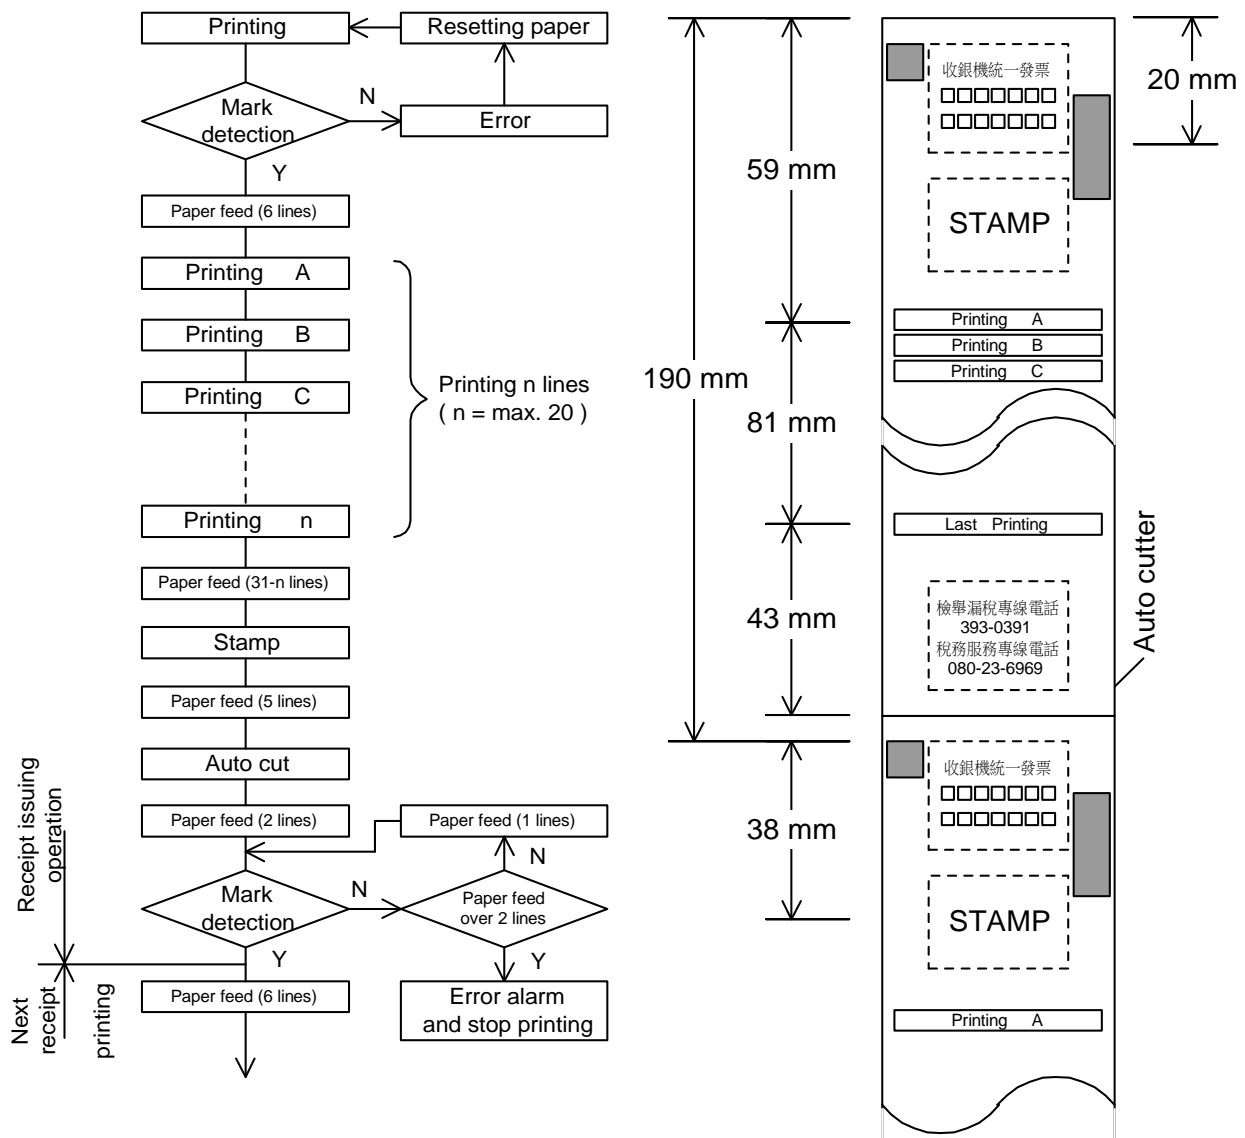 Printing
Resetting paper
Mark
detection
N
Error
Y
Paper feed (6 lines)
Printing A
Printing B
Printing C
Printing n lines
( n = max. 20 )
Printing n
Paper feed (31-n lines)
Stamp
Paper feed (5 lines)
Auto cut
Paper feed (2 lines)
Paper feed (1 lines)
N
Mark
detection
N
Paper feed
over 2 lines
Y
Y
Paper feed (6 lines)
Error alarm
and stop printing
Receipt issuing
operation
Next
receipt
printing
190 mm
59 mm
81 mm
43 mm
38 mm
20 mm
收銀機統一發票
STAMP
Printing A
Printing B
Printing C
Last Printing
檢舉漏稅專線電話
393-0391
稅務服務專線電話
080-23-6969
Auto cutter
收銀機統一發票
STAMP
Printing A